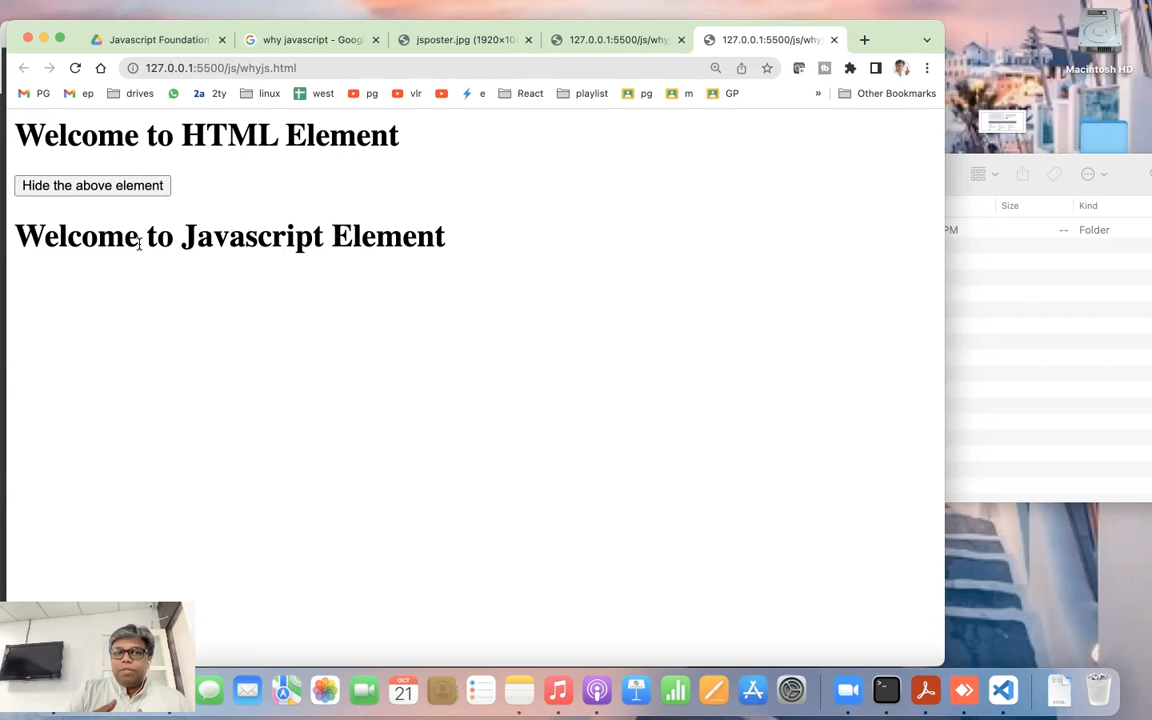 Javascript Foundation
why javascript - Goog
jsposter.jpg (1920×10
127.0.0.1:5500/js/why
127.0.0.1:5500/js/why
127.0.0.1:5500/js/whyjs.html
PG
ep
drives
2a 2ty
linux
west
pg
vlr
e
React
playlist
pg
m
GP
»
Other Bookmarks
Macintosh HD
Welcome to HTML Element
Hide the above element
Welcome to Javascript Element
Size
Kind
PM
--
Folder
OCT
21